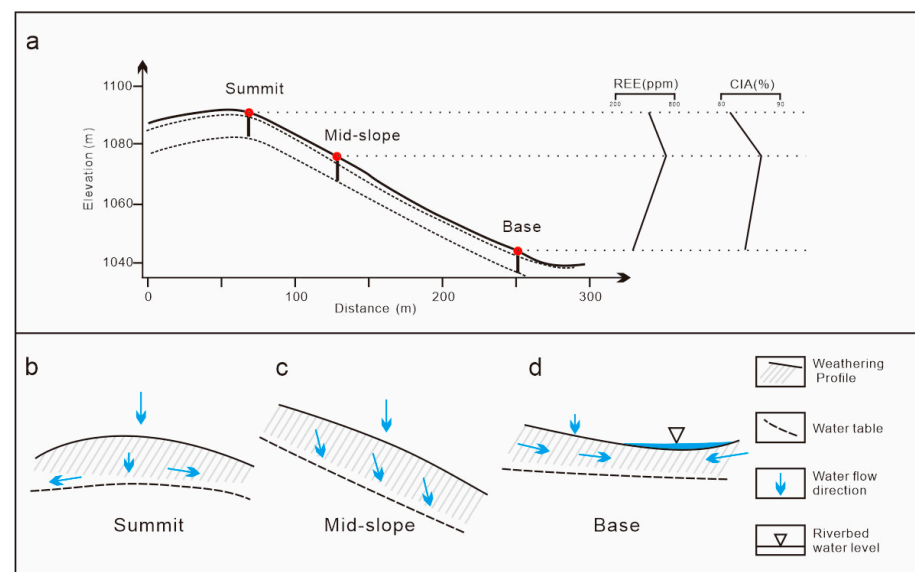 a
REE(ppm)
CIA(%)
200
800
80
90
Elevation (m)
1100
1080
1060
1040
Summit
Mid-slope
Base
0
100
200
300
Distance (m)
b
c
d
Summit
Mid-slope
Base
Weathering
Profile
Water table
Water flow
direction
Riverbed
water level